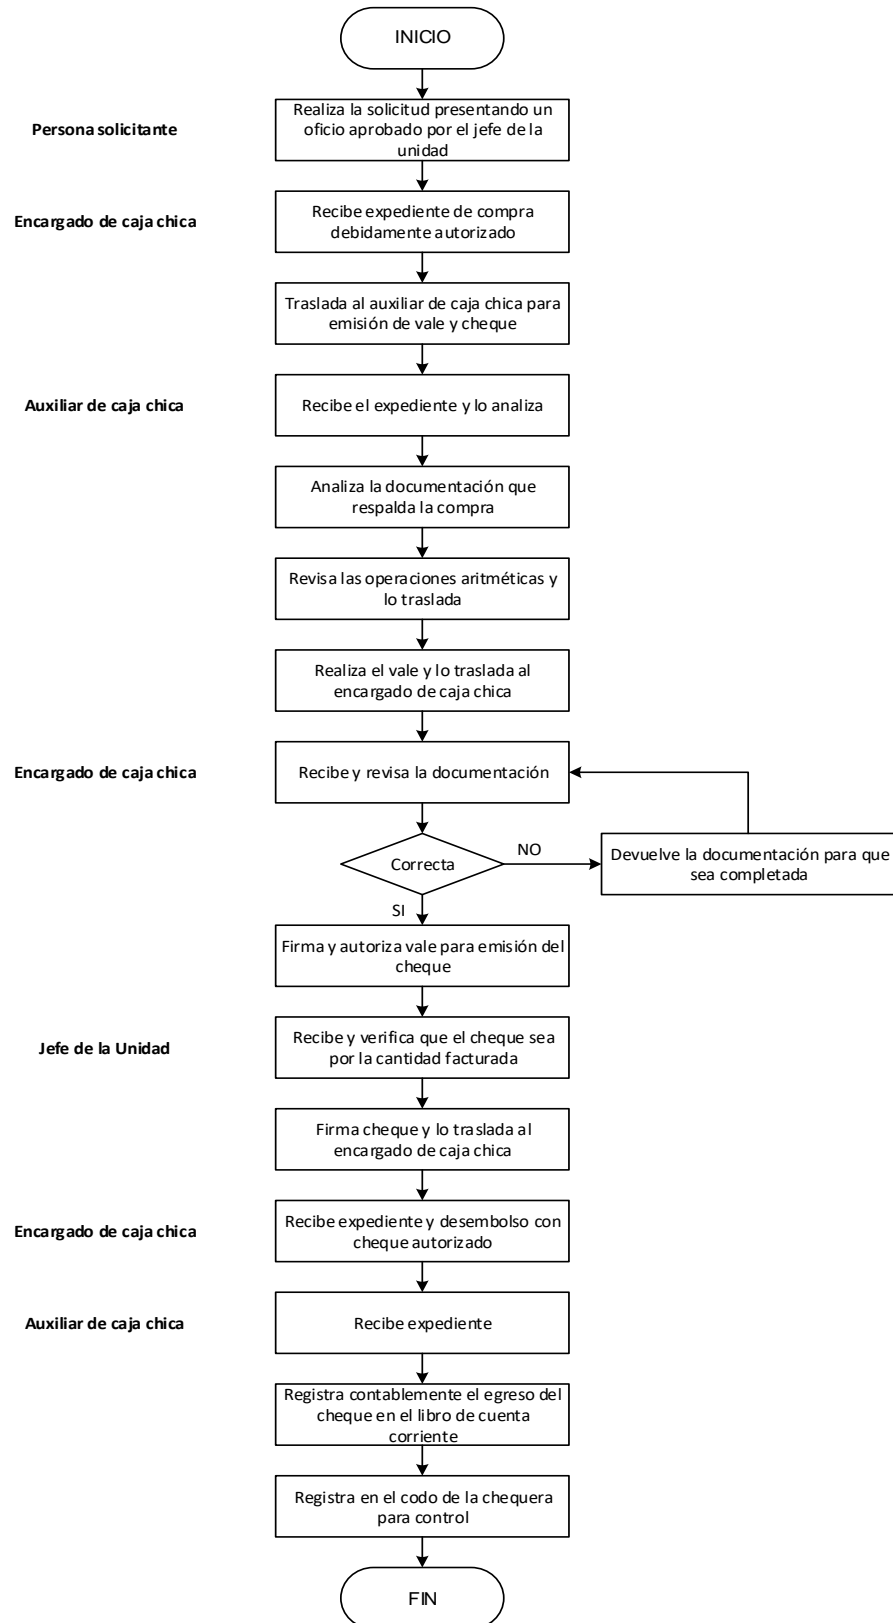 INICIO
Persona solicitante
Realiza la solicitud presentando un
oficio aprobado por el jefe de la
unidad
Encargado de caja chica
Recibe expediente de compra
debidamente autorizado
Traslada al auxiliar de caja chica para
emisión de vale y cheque
Auxiliar de caja chica
Recibe el expediente y lo analiza
Analiza la documentación que
respalda la compra
Revisa las operaciones aritméticas y
lo traslada
Realiza el vale y lo traslada al
encargado de caja chica
Encargado de caja chica
Recibe y revisa la documentación
Correcta
NO
Devuelve la documentación para que
sea completada
SI
Firma y autoriza vale para emisión del
cheque
Jefe de la Unidad
Recibe y verifica que el cheque sea
por la cantidad facturada
Firma cheque y lo traslada al
encargado de caja chica
Encargado de caja chica
Recibe expediente y desembolso con
cheque autorizado
Auxiliar de caja chica
Recibe expediente
Registra contablemente el egreso del
cheque en el libro de cuenta
corriente
Registra en el codo de la chequera
para control
FIN